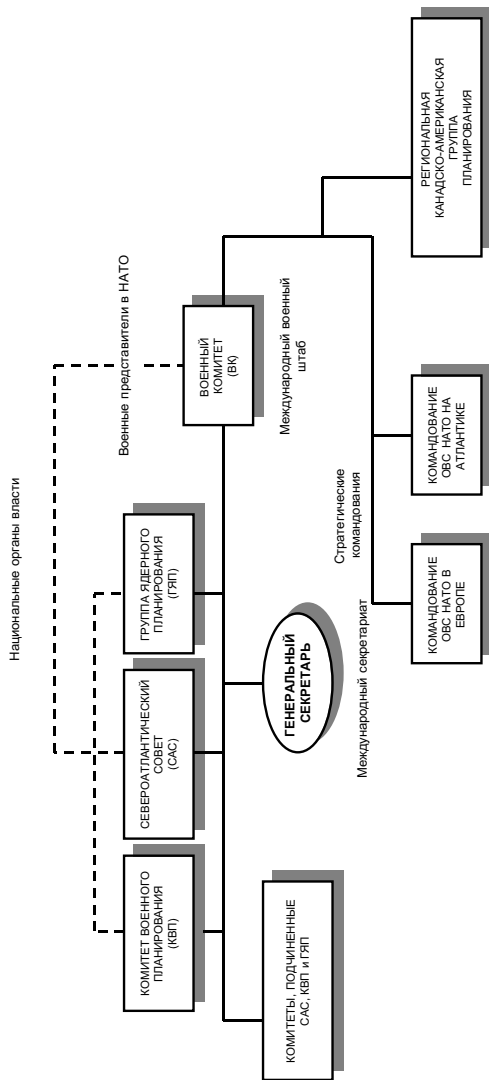 Национальные органы власти
Военные представители в НАТО
КОМИТЕТ ВОЕННОГО
ПЛАНИРОВАНИЯ
(КВП)
СЕВЕРОАТЛАНТИЧЕСКИЙ
СОВЕТ
(САС)
ГРУППА ЯДЕРНОГО
ПЛАНИРОВАНИЯ
(ГЯП)
ВОЕННЫЙ
КОМИТЕТ
(ВК)
КОМИТЕТЫ, ПОДЧИНЕННЫЕ
САС, КВП и ГЯП
ГЕНЕРАЛЬНЫЙ
СЕКРЕТАРЬ
Международный военный
штаб
Международный секретариат
Стратегические
командования
КОМАНДОВАНИЕ
ОВС НАТО В
ЕВРОПЕ
КОМАНДОВАНИЕ
ОВС НАТО НА
АТЛАНТИКЕ
РЕГИОНАЛЬНАЯ
КАНАДСКО-АМЕРИКАНСКАЯ
ГРУППА
ПЛАНИРОВАНИЯ